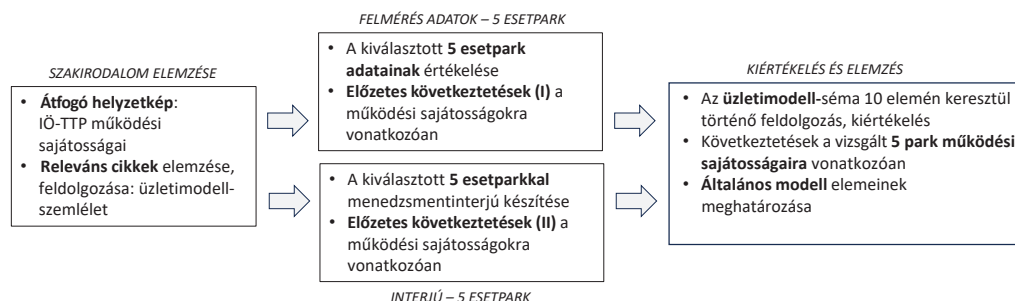 SZAKIRODALOM ELEMZÉSE
• Átfogó helyzetkép:
IÖ-TTP működési
sajátosságai
• Releváns cikkek elemzése,
feldolgozása: üzletimodell-
szemlélet
FELMÉRÉS ADATOK – 5 ESETPARK
• A kiválasztott 5 esetpark
adatainak értékelése
• Előzetes következtetések (I) a
működési sajátosságokra
vonatkozóan
• A kiválasztott 5 esetparkkal
menedzsmentinterjú készítése
• Előzetes következtetések (II) a
működési sajátosságokra
vonatkozóan
INTERJÚ – 5 ESETPARK
KIÉRTÉKELÉS ÉS ELEMZÉS
• Az üzletimodell-séma 10 elemén keresztül
történő feldolgozás, kiértékelés
• Következtetések a vizsgált 5 park működési
sajátosságaira vonatkozóan
• Általános modell elemeinek
meghatározása